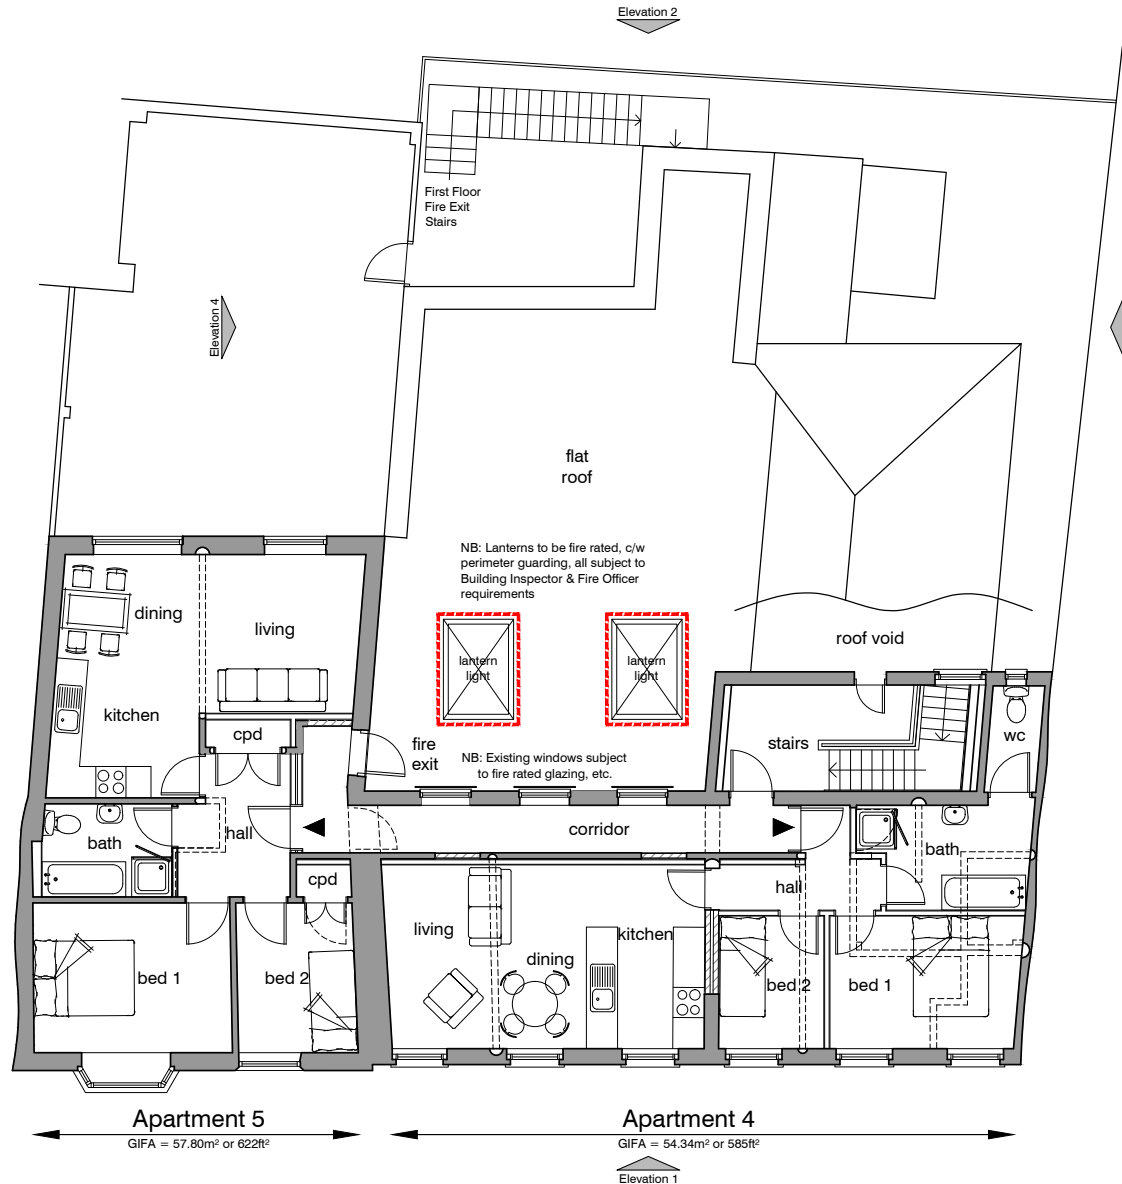 Elevation 2
First Floor
Fire Exit
Stairs
Elevation 4
flat
roof
NB: Lanterns to be fire rated, c/w
perimeter guarding, all subject to
Building Inspector & Fire Officer
requirements
dining
living
lantern
light
lantern
light
roof void
kitchen
cpd
fire
exit
NB: Existing windows subject
to fire rated glazing, etc.
stairs
wc
bath
hall
corridor
bath
cpd
hall
living
kitchen
dining
bed 1
bed 2
bed 2
bed 1
Apartment 5
GIFA = 57.80m² or 622ft²
Apartment 4
GIFA = 54.34m² or 585ft²
Elevation 1